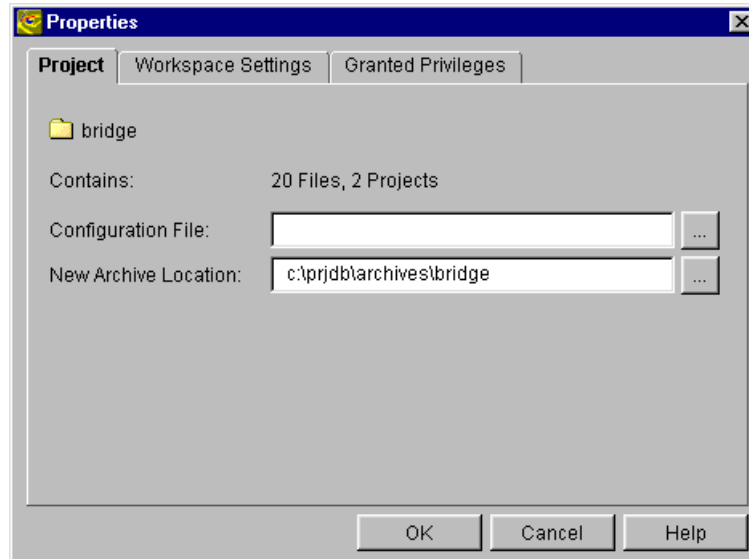 Properties
Project Workspace Settings Granted Privileges
bridge
Contains: 20 Files, 2 Projects
Configuration File: ...
New Archive Location: c:\prjdb\archives\bridge ...
OK Cancel Help